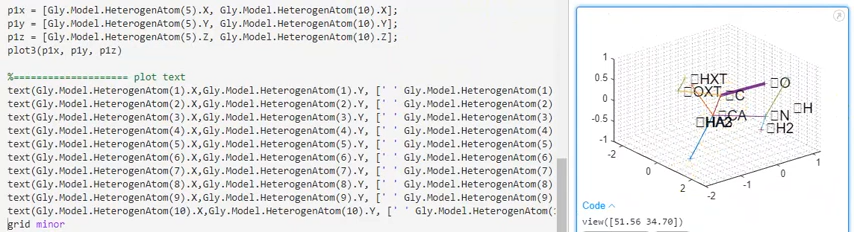 p1x = [Gly.Model.HeterogenAtom(5).X, Gly.Model.HeterogenAtom(10).X];
p1y = [Gly.Model.HeterogenAtom(5).Y, Gly.Model.HeterogenAtom(10).Y];
p1z = [Gly.Model.HeterogenAtom(5).Z, Gly.Model.HeterogenAtom(10).Z];
plot3(p1x, p1y, p1z)
%==================== plot text
text(Gly.Model.HeterogenAtom(1).X,Gly.Model.HeterogenAtom(1).Y, [' ' Gly.Model.HeterogenAtom(1)
text(Gly.Model.HeterogenAtom(2).X,Gly.Model.HeterogenAtom(2).Y, [' ' Gly.Model.HeterogenAtom(2)
text(Gly.Model.HeterogenAtom(3).X,Gly.Model.HeterogenAtom(3).Y, [' ' Gly.Model.HeterogenAtom(3)
text(Gly.Model.HeterogenAtom(4).X,Gly.Model.HeterogenAtom(4).Y, [' ' Gly.Model.HeterogenAtom(4)
text(Gly.Model.HeterogenAtom(5).X,Gly.Model.HeterogenAtom(5).Y, [' ' Gly.Model.HeterogenAtom(5)
text(Gly.Model.HeterogenAtom(6).X,Gly.Model.HeterogenAtom(6).Y, [' ' Gly.Model.HeterogenAtom(6)
text(Gly.Model.HeterogenAtom(7).X,Gly.Model.HeterogenAtom(7).Y, [' ' Gly.Model.HeterogenAtom(7)
text(Gly.Model.HeterogenAtom(8).X,Gly.Model.HeterogenAtom(8).Y, [' ' Gly.Model.HeterogenAtom(8)
text(Gly.Model.HeterogenAtom(9).X,Gly.Model.HeterogenAtom(9).Y, [' ' Gly.Model.HeterogenAtom(9)
text(Gly.Model.HeterogenAtom(10).X,Gly.Model.HeterogenAtom(10).Y, [' ' Gly.Model.HeterogenAtom(1
grid minor
1
0.5
0
-0.5
-1
HXT
OXT
C
O
CA
N
H
H2
-2
0
2
-2
-1
0
1
Code
view([51.56 34.70])